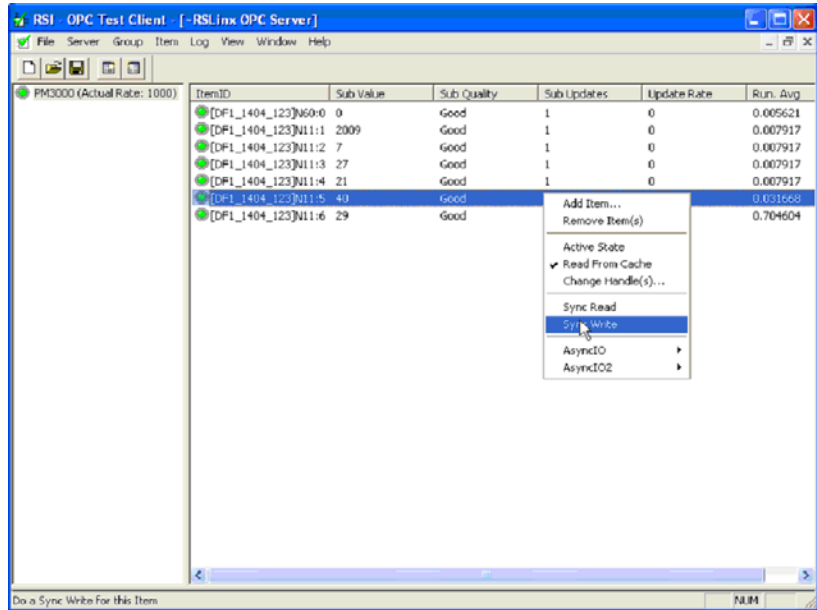 RSI - OPC Test Client - [-RSLinx OPC Server]
File Server Group Item Log View Window Help
PM3000 (Actual Rate: 1000)
ItemID Sub Value Sub Quality Sub Updates Update Rate Run. Avg
[DF1_1404_123]N60:0 0 Good 1 0 0.005621
[DF1_1404_123]N11:1 2009 Good 1 0 0.007917
[DF1_1404_123]N11:2 7 Good 1 0 0.007917
[DF1_1404_123]N11:3 27 Good 1 0 0.007917
[DF1_1404_123]N11:4 21 Good 1 0 0.007917
[DF1_1404_123]N11:5 40 Good 0.031668
[DF1_1404_123]N11:6 29 Good 0.704604
Add Item...
Remove Item(s)
Active State
Read From Cache
Change Handle(s)...
Sync Read
Sync Write
AsyncIO
AsyncIO2
Do a Sync Write for this Item NUM